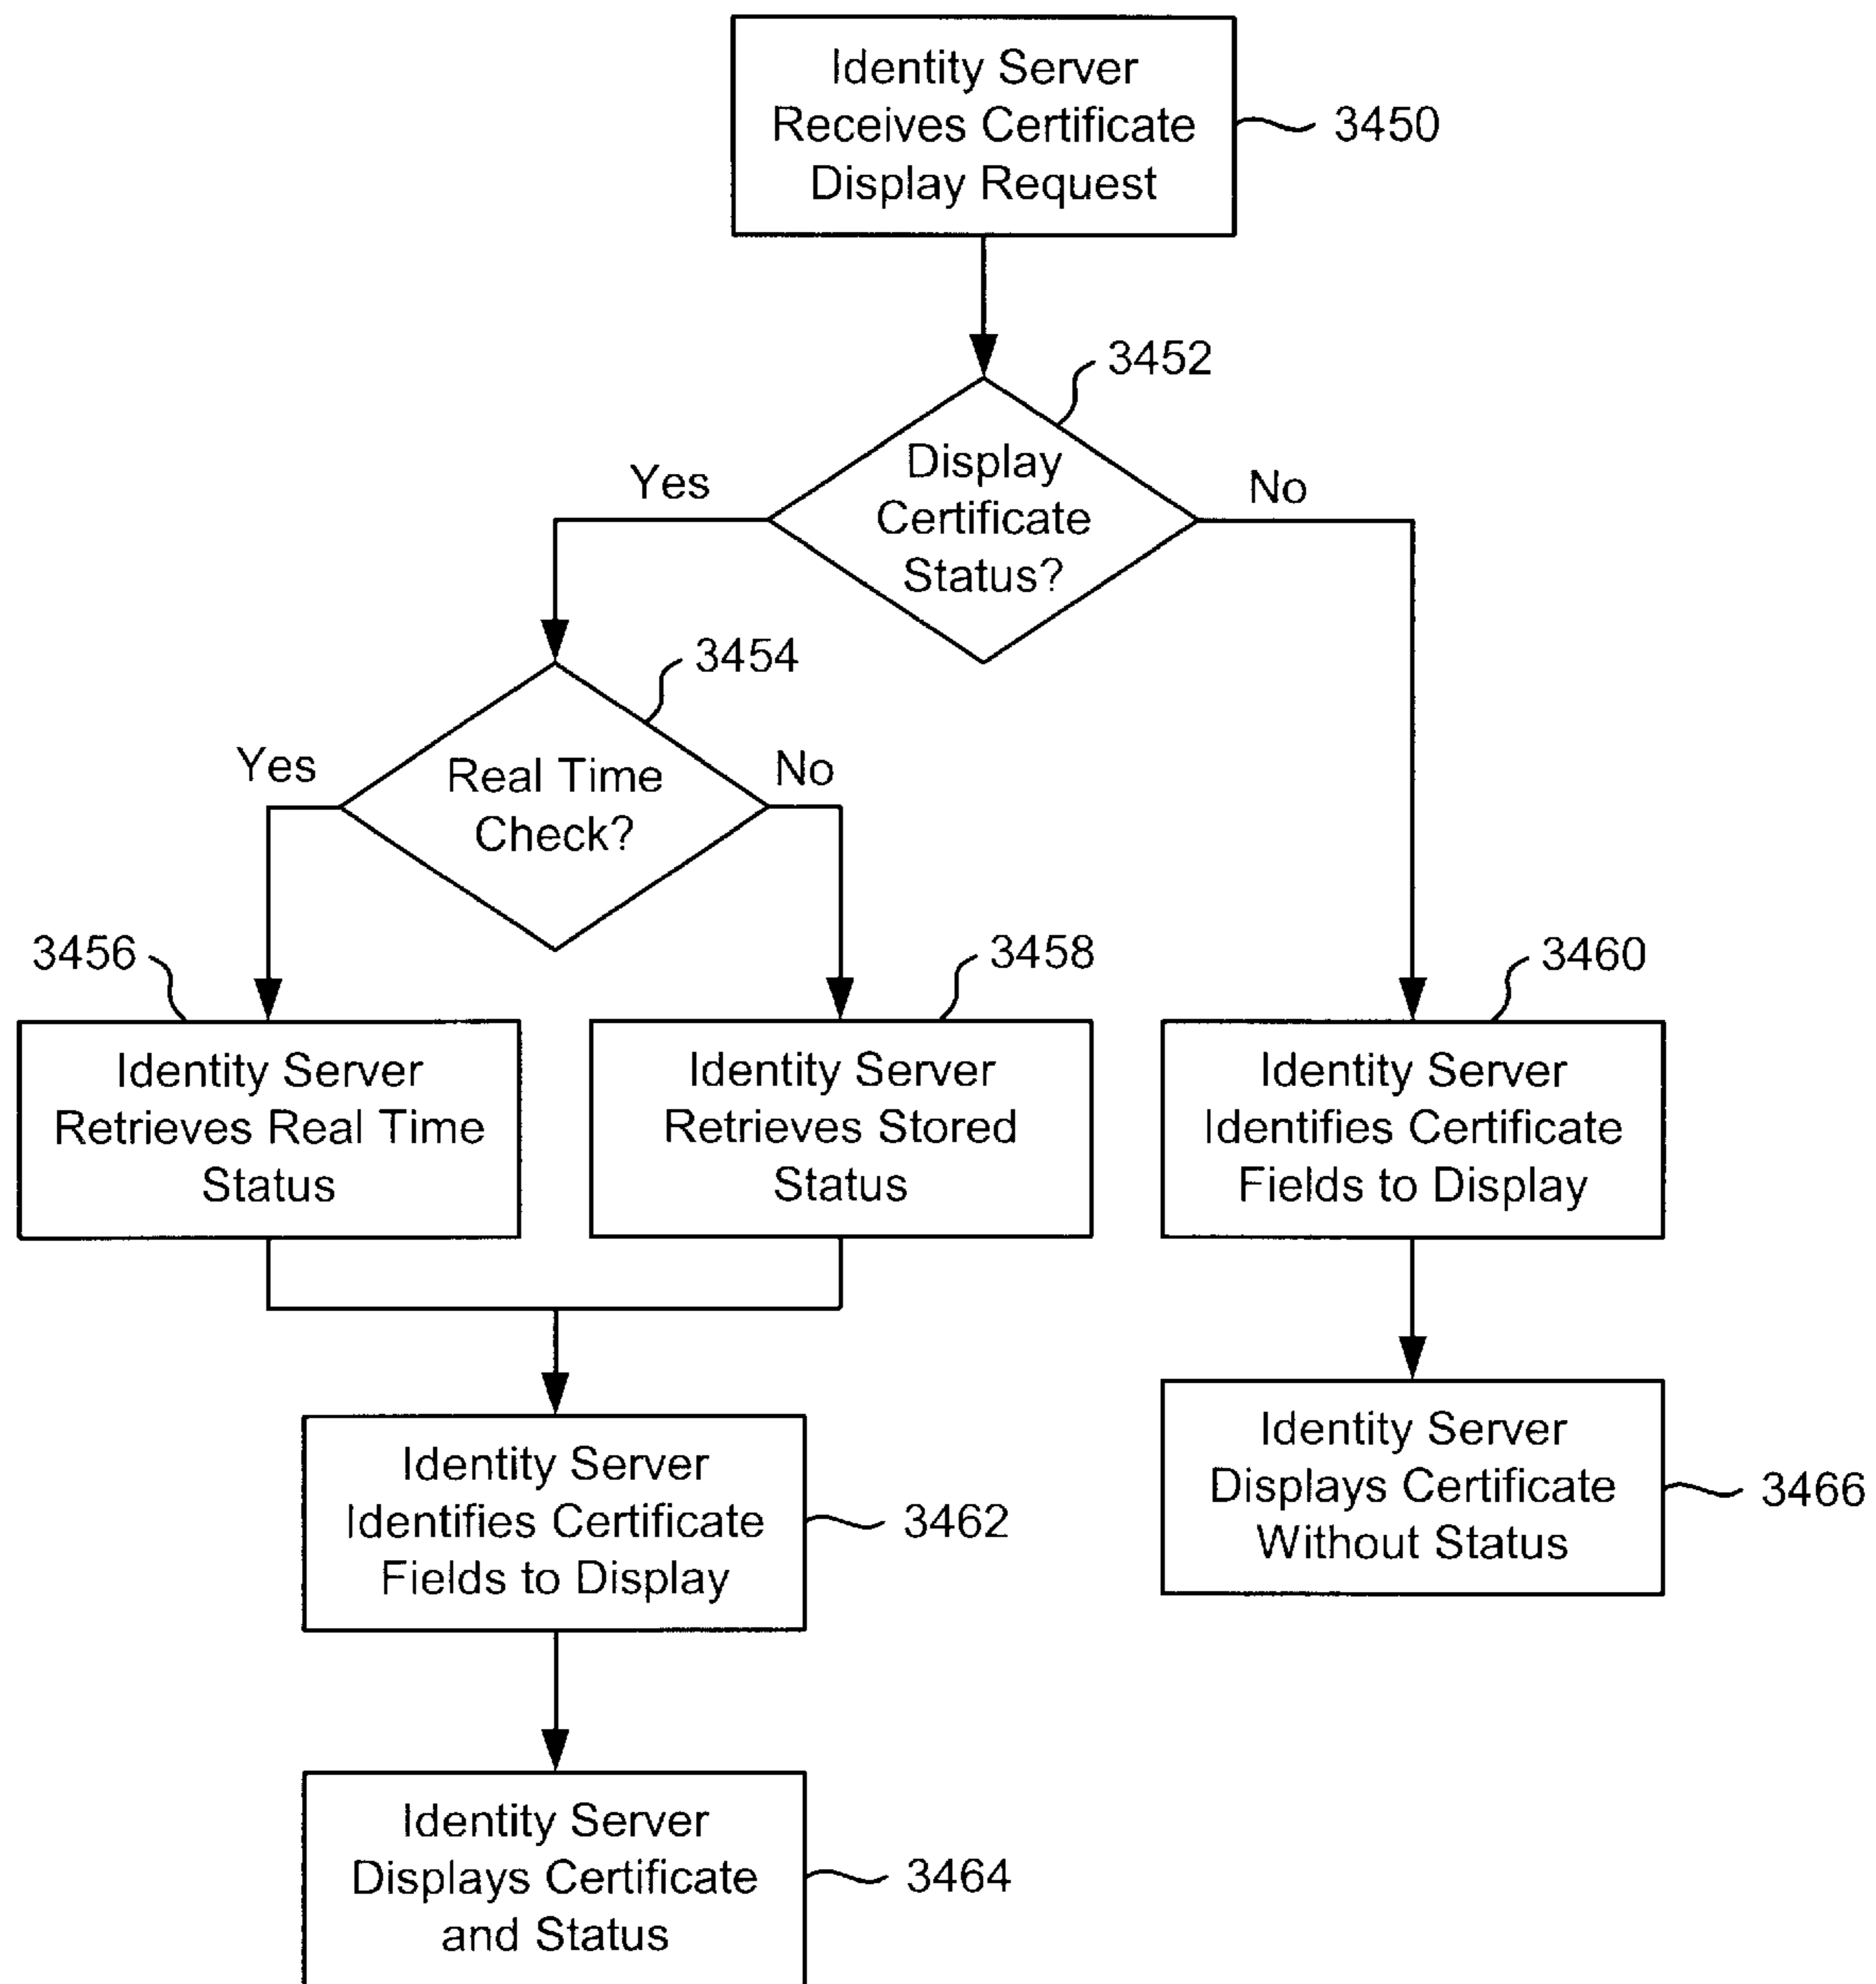 Identity Server
Receives Certificate
Display Request
3450
3452
Display
Certificate
Status?
Yes
No
3454
Real Time
Check?
Yes
No
3456
3458
3460
Identity Server
Retrieves Real Time
Status
Identity Server
Retrieves Stored
Status
Identity Server
Identifies Certificate
Fields to Display
Identity Server
Identifies Certificate
Fields to Display
3462
Identity Server
Displays Certificate
Without Status
3466
Identity Server
Displays Certificate
and Status
3464